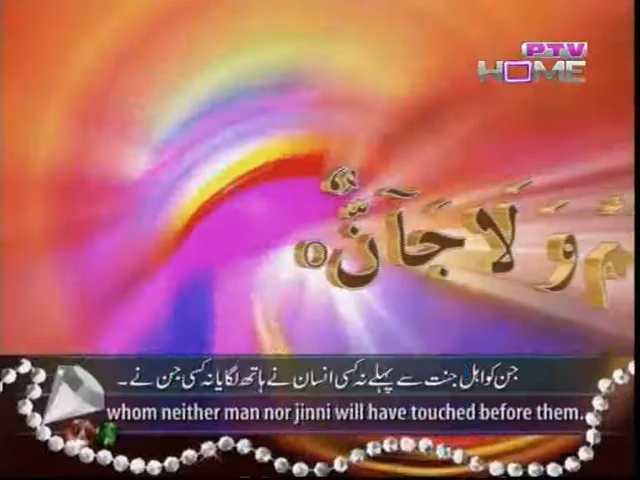 PTV
HOME
وَلَا جَآنٌّ
جن کو اہل جنت سے پہلے نہ کسی انسان نے ہاتھ لگایا نہ کسی جن نے ۔
whom neither man nor jinni will have touched before them.